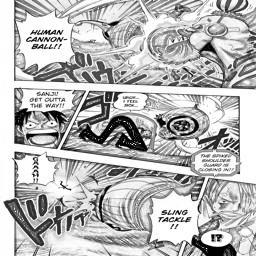 HUMAN
CANNON-
BALL!!
SANJI!
GET OUTTA
THE WAY!!
URGH...
I FEEL
SICK...
THE SPIKED
SHOULDER
GUARD IS
CLOSING IN!!
SLING
TACKLE
!!
!?